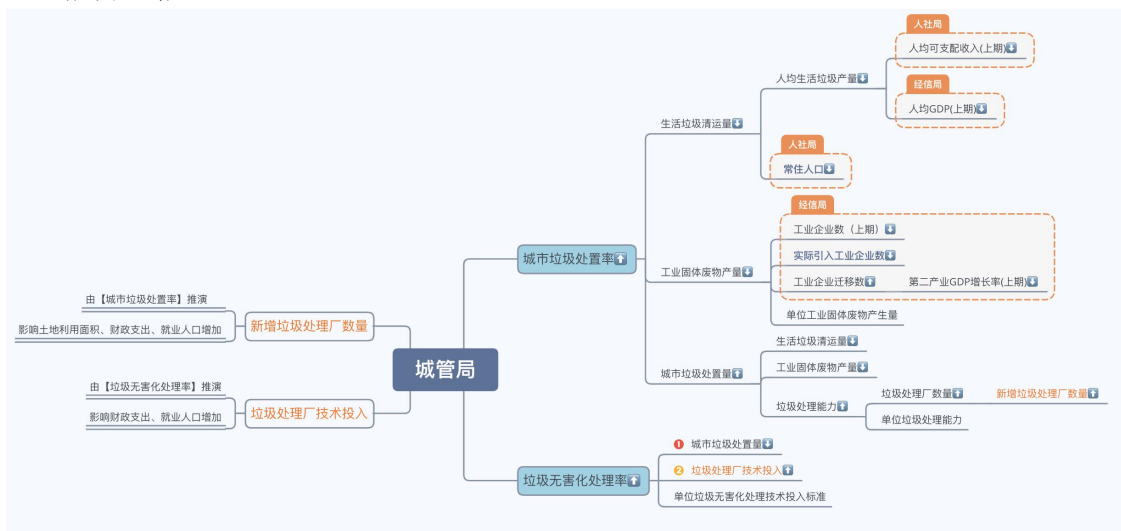 人社局
人均可支配收入(上期)⬇
人均生活垃圾产量⬇
经信局
人均GDP(上期)⬇
生活垃圾清运量⬇
人社局
常住人口⬇
经信局
工业企业数（上期）⬇
城市垃圾处置率⬆
实际引入工业企业数⬇
工业固体废物产量⬇
工业企业迁移数⬆
第二产业GDP增长率(上期)⬇
单位工业固体废物产生量
由【城市垃圾处置率】推演
新增垃圾处理厂数量
影响土地利用面积、财政支出、就业人口增加
生活垃圾清运量⬇
工业固体废物产量⬇
城市垃圾处置量⬆
垃圾处理能力⬆
垃圾处理厂数量⬆
新增垃圾处理厂数量⬆
单位垃圾处理能力
城管局
由【垃圾无害化处理率】推演
垃圾处理厂技术投入
影响财政支出、就业人口增加
1 城市垃圾处置量⬇
垃圾无害化处理率⬆
2 垃圾处理厂技术投入⬆
单位垃圾无害化处理技术投入标准